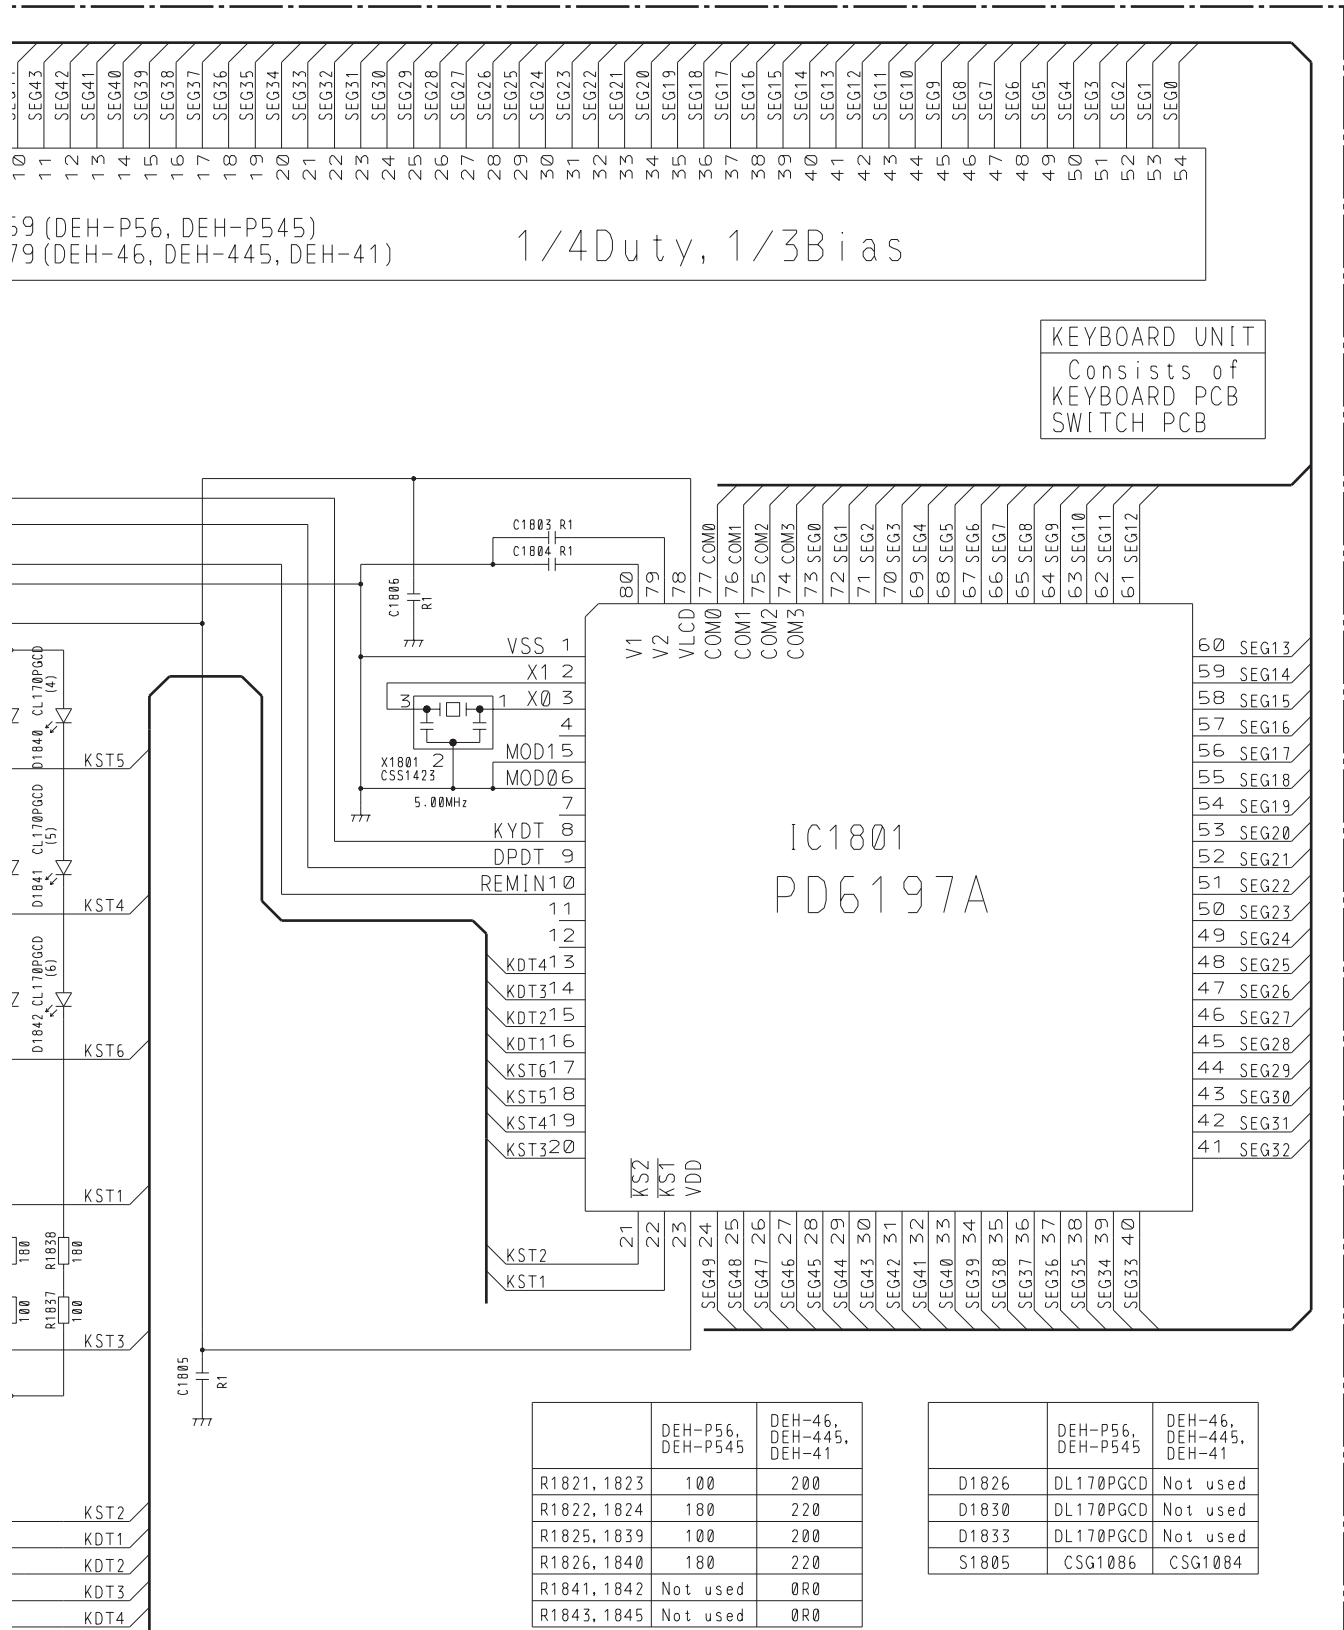 SEG43 SEG42 SEG41 SEG40 SEG39 SEG38 SEG37 SEG36 SEG35 SEG34 SEG33 SEG32 SEG31 SEG30 SEG29 SEG28 SEG27 SEG26 SEG25 SEG24 SEG23 SEG22 SEG21 SEG20 SEG19 SEG18 SEG17 SEG16 SEG15 SEG14 SEG13 SEG12 SEG11 SEG10 SEG9 SEG8 SEG7 SEG6 SEG5 SEG4 SEG3 SEG2 SEG1 SEG0
10 11 12 13 14 15 16 17 18 19 20 21 22 23 24 25 26 27 28 29 30 31 32 33 34 35 36 37 38 39 40 41 42 43 44 45 46 47 48 49 50 51 52 53 54
59(DEH-P56, DEH-P545)
79(DEH-46, DEH-445, DEH-41)
1/4Duty, 1/3Bias
KEYBOARD UNIT
Consists of
KEYBOARD PCB
SWITCH PCB
C1803 R1
C1804 R1
C1806 R1
80 79 78 77 COM0 76 COM1 75 COM2 74 COM3 73 SEG0 72 SEG1 71 SEG2 70 SEG3 69 SEG4 68 SEG5 67 SEG6 66 SEG7 65 SEG8 64 SEG9 63 SEG10 62 SEG11 61 SEG12
V1 V2 VLCD COM0 COM1 COM2 COM3
VSS 1
X1 2
X0 3
4
MOD1 5
MOD0 6
7
KYDT 8
DPDT 9
REMIN 10
11
12
KDT4 13
KDT3 14
KDT2 15
KDT1 16
KST6 17
KST5 18
KST4 19
KST3 20
3 1
2
X1801
CSS1423
5.00MHz
IC1801
PD6197A
60 SEG13
59 SEG14
58 SEG15
57 SEG16
56 SEG17
55 SEG18
54 SEG19
53 SEG20
52 SEG21
51 SEG22
50 SEG23
49 SEG24
48 SEG25
47 SEG26
46 SEG27
45 SEG28
44 SEG29
43 SEG30
42 SEG31
41 SEG32
KS2 KS1 VDD
21 22 23
SEG49 24 SEG48 25 SEG47 26 SEG46 27 SEG45 28 SEG44 29 SEG43 30 SEG42 31 SEG41 32 SEG40 33 SEG39 34 SEG38 35 SEG37 36 SEG36 37 SEG35 38 SEG34 39 SEG33 40
KST2
KST1
D1840 CL170PGCD
(4)
KST5
D1841 CL170PGCD
(5)
KST4
D1842 CL170PGCD
(6)
KST6
KST1
180 R1838 180
100 R1837 100
KST3
C1805 R1
KST2
KDT1
KDT2
KDT3
KDT4
DEH-P56, DEH-P545 DEH-46, DEH-445, DEH-41
R1821, 1823 100 200
R1822, 1824 180 220
R1825, 1839 100 200
R1826, 1840 180 220
R1841, 1842 Not used 0R0
R1843, 1845 Not used 0R0
DEH-P56, DEH-P545 DEH-46, DEH-445, DEH-41
D1826 DL170PGCD Not used
D1830 DL170PGCD Not used
D1833 DL170PGCD Not used
S1805 CSG1086 CSG1084